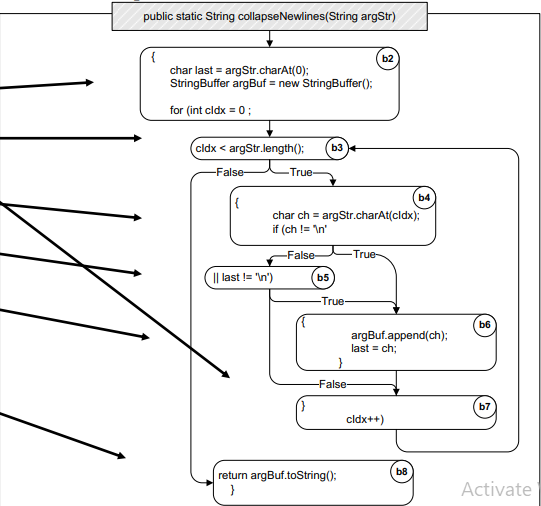 public static String collapseNewlines(String argStr)
{
b2
char last = argStr.charAt(0);
StringBuffer argBuf = new StringBuffer();
for (int cIdx = 0 ;
cIdx < argStr.length();
b3
False
True
{
b4
char ch = argStr.charAt(cIdx);
if (ch != '\n'
False
True
|| last != '\n')
b5
True
{
b6
argBuf.append(ch);
last = ch;
}
False
}
b7
cIdx++)
return argBuf.toString();
b8
}
Activate